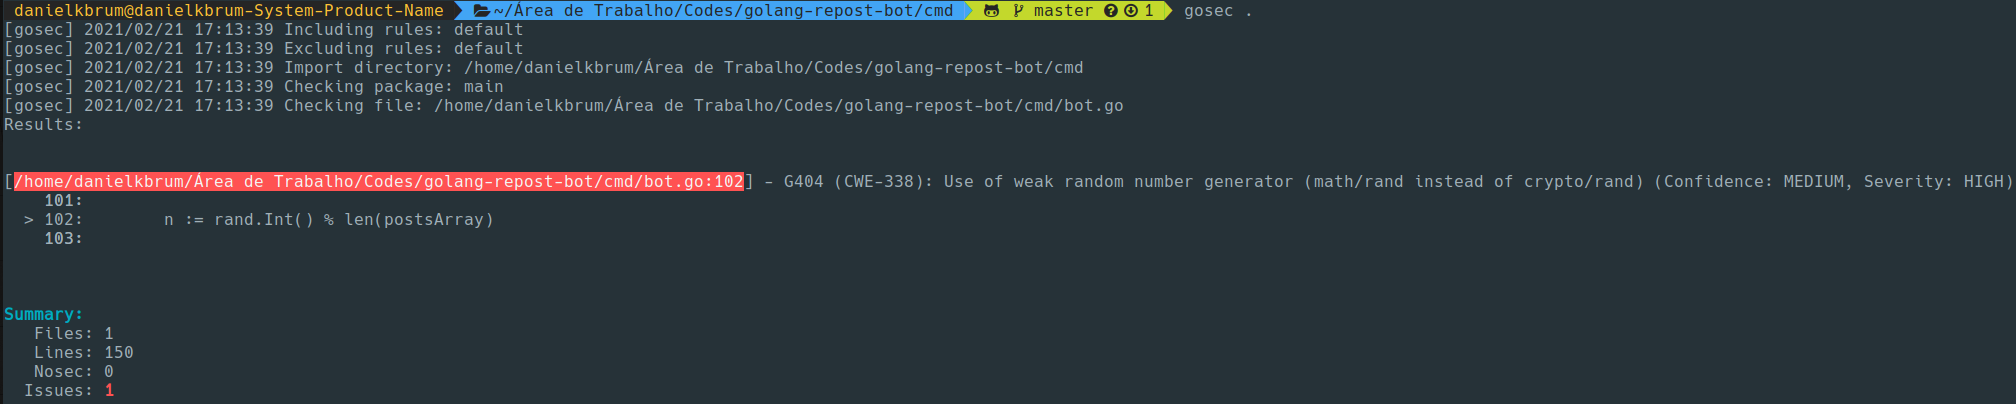 danielkbrum@danielkbrum-System-Product-Name ~/Área de Trabalho/Codes/golang-repost-bot/cmd master 1 gosec .
[gosec] 2021/02/21 17:13:39 Including rules: default
[gosec] 2021/02/21 17:13:39 Excluding rules: default
[gosec] 2021/02/21 17:13:39 Import directory: /home/danielkbrum/Área de Trabalho/Codes/golang-repost-bot/cmd
[gosec] 2021/02/21 17:13:39 Checking package: main
[gosec] 2021/02/21 17:13:39 Checking file: /home/danielkbrum/Área de Trabalho/Codes/golang-repost-bot/cmd/bot.go
Results:
[/home/danielkbrum/Área de Trabalho/Codes/golang-repost-bot/cmd/bot.go:102] - G404 (CWE-338): Use of weak random number generator (math/rand instead of crypto/rand) (Confidence: MEDIUM, Severity: HIGH)
101:
> 102: n := rand.Int() % len(postsArray)
103:
Summary:
Files: 1
Lines: 150
Nosec: 0
Issues: 1